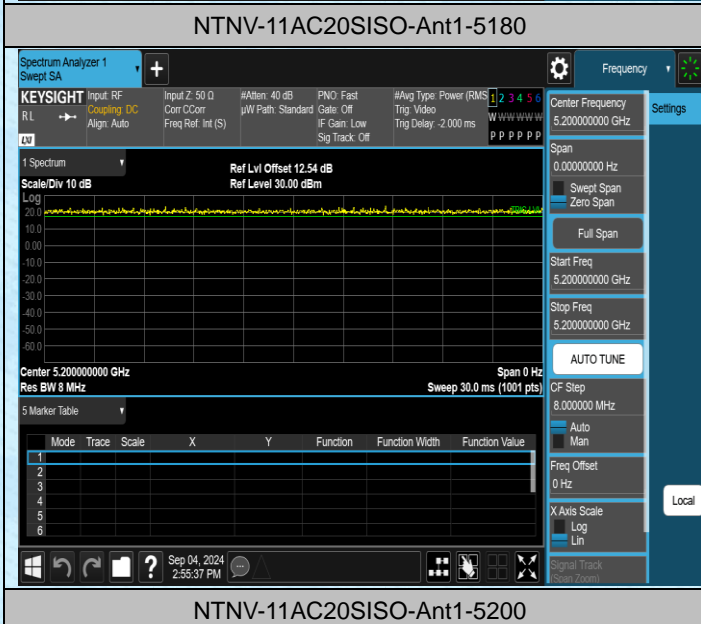 NTNV-11AC20SISO-Ant1-5180
Spectrum Analyzer 1
Swept SA
Frequency
KEYSIGHT
RL
LXI
Input: RF
Coupling: DC
Align: Auto
Input Z: 50 Ω
Corr CCorr
Freq Ref: Int (S)
#Atten: 40 dB
µW Path: Standard
PNO: Fast
Gate: Off
IF Gain: Low
Sig Track: Off
#Avg Type: Power (RMS
Trig: Video
Trig Delay: -2.000 ms
1 2 3 4 5 6
W W W W W W
P P P P P P
Center Frequency
5.200000000 GHz
Settings
Span
0.00000000 Hz
Swept Span
Zero Span
Full Span
Start Freq
5.200000000 GHz
Stop Freq
5.200000000 GHz
AUTO TUNE
CF Step
8.000000 MHz
Auto
Man
Freq Offset
0 Hz
X Axis Scale
Log
Lin
Signal Track
(Span Zoom)
Local
1 Spectrum
Scale/Div 10 dB
Ref Lvl Offset 12.54 dB
Ref Level 30.00 dBm
Log
20.0
10.0
0.00
-10.0
-20.0
-30.0
-40.0
-50.0
-60.0
TRIG LVL
Center 5.200000000 GHz
Span 0 Hz
Res BW 8 MHz
Sweep 30.0 ms (1001 pts)
5 Marker Table
Mode Trace Scale X Y Function Function Width Function Value
1
2
3
4
5
6
?
Sep 04, 2024
2:55:37 PM
NTNV-11AC20SISO-Ant1-5200